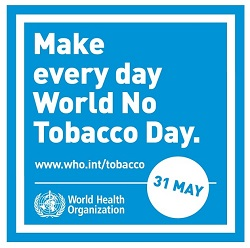 Make
every day
World No
Tobacco Day.
www.who.int/tobacco
31 MAY
World Health
Organization